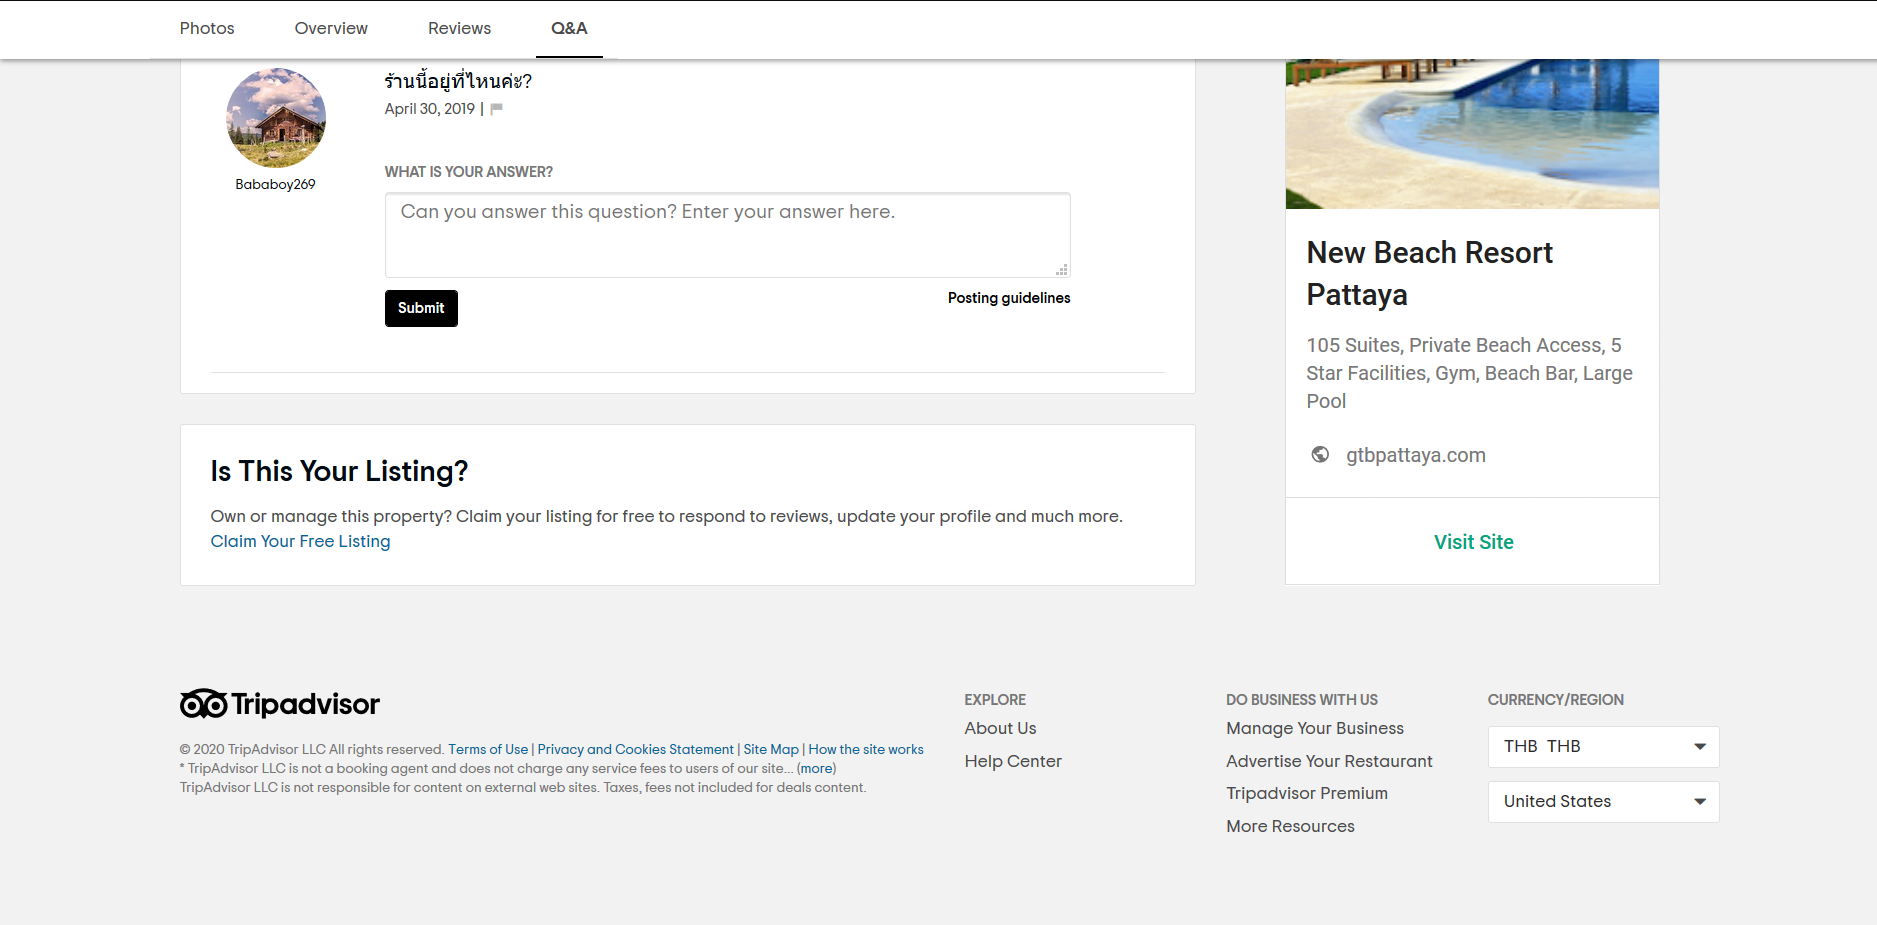 Photos Overview Reviews Q&A
ร้านนี้อยู่ที่ไหนค่ะ?
April 30, 2019 |
Bababoy269
WHAT IS YOUR ANSWER?
Can you answer this question? Enter your answer here.
Submit
Posting guidelines
Is This Your Listing?
Own or manage this property? Claim your listing for free to respond to reviews, update your profile and much more.
Claim Your Free Listing
New Beach Resort
Pattaya
105 Suites, Private Beach Access, 5
Star Facilities, Gym, Beach Bar, Large
Pool
gtbpattaya.com
Visit Site
Tripadvisor
© 2020 TripAdvisor LLC All rights reserved. Terms of Use | Privacy and Cookies Statement | Site Map | How the site works
* TripAdvisor LLC is not a booking agent and does not charge any service fees to users of our site... (more)
TripAdvisor LLC is not responsible for content on external web sites. Taxes, fees not included for deals content.
EXPLORE
About Us
Help Center
DO BUSINESS WITH US
Manage Your Business
Advertise Your Restaurant
Tripadvisor Premium
More Resources
CURRENCY/REGION
THB THB
United States